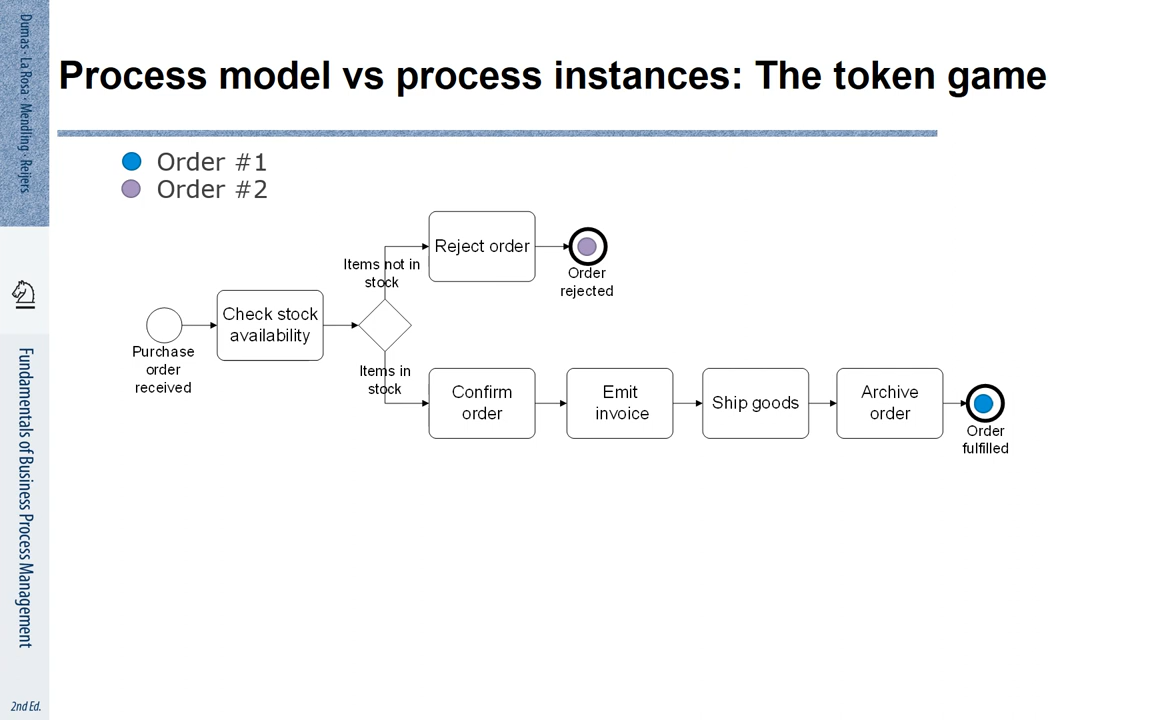 Dumas · La Rosa · Mendling · Reijers
Fundamentals of Business Process Management
2nd Ed.
Process model vs process instances: The token game
Order #1
Order #2
Purchase
order
received
Check stock
availability
Items not in
stock
Reject order
Order
rejected
Items in
stock
Confirm
order
Emit
invoice
Ship goods
Archive
order
Order
fulfilled